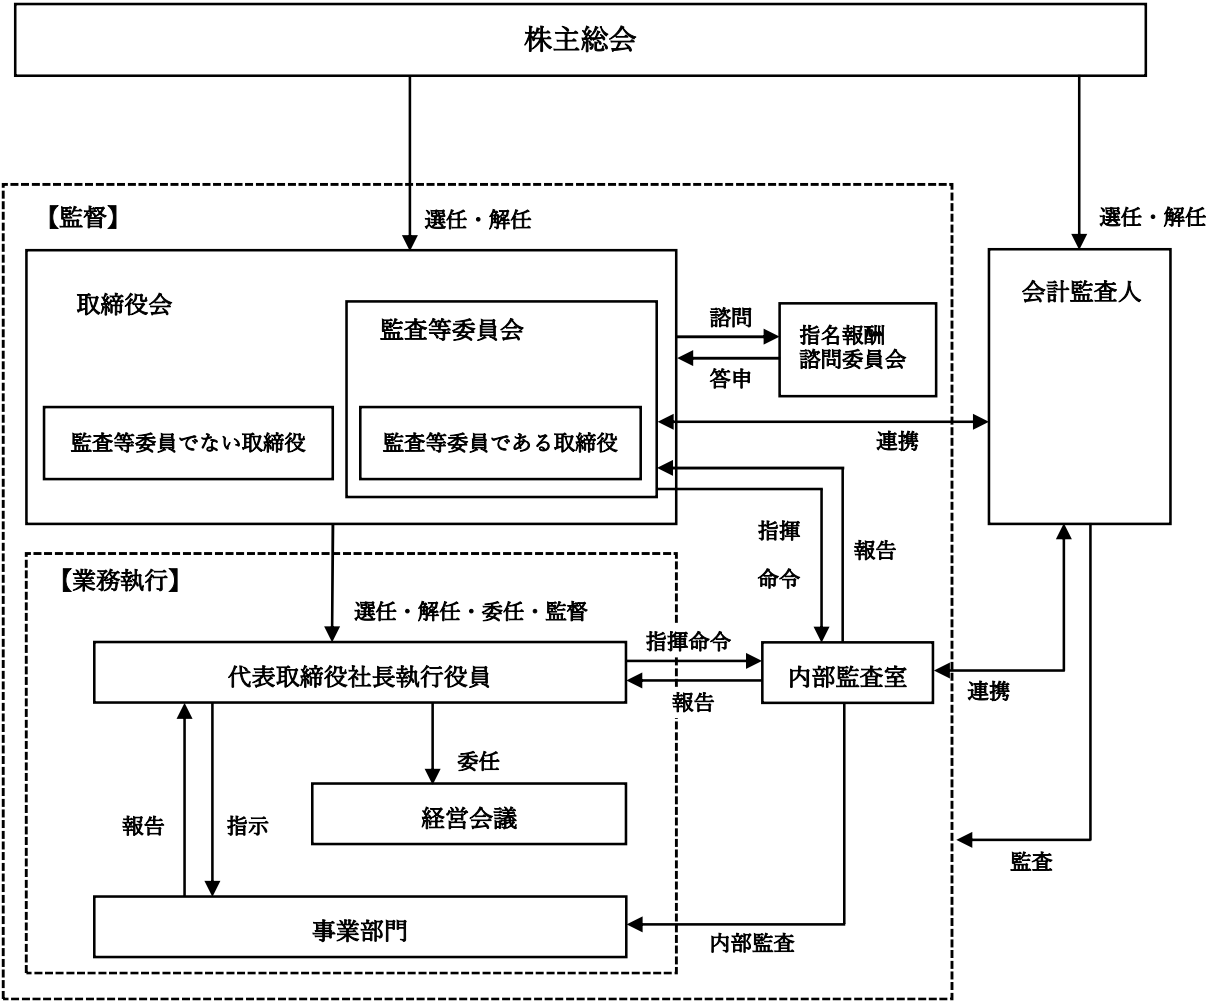 株主総会
【監督】
選任・解任
選任・解任
取締役会
監査等委員会
会計監査人
諮問
指名報酬
諮問委員会
答申
監査等委員でない取締役
監査等委員である取締役
連携
指揮
命令
報告
【業務執行】
選任・解任・委任・監督
指揮命令
代表取締役社長執行役員
内部監査室
報告
連携
委任
経営会議
報告
指示
監査
事業部門
内部監査